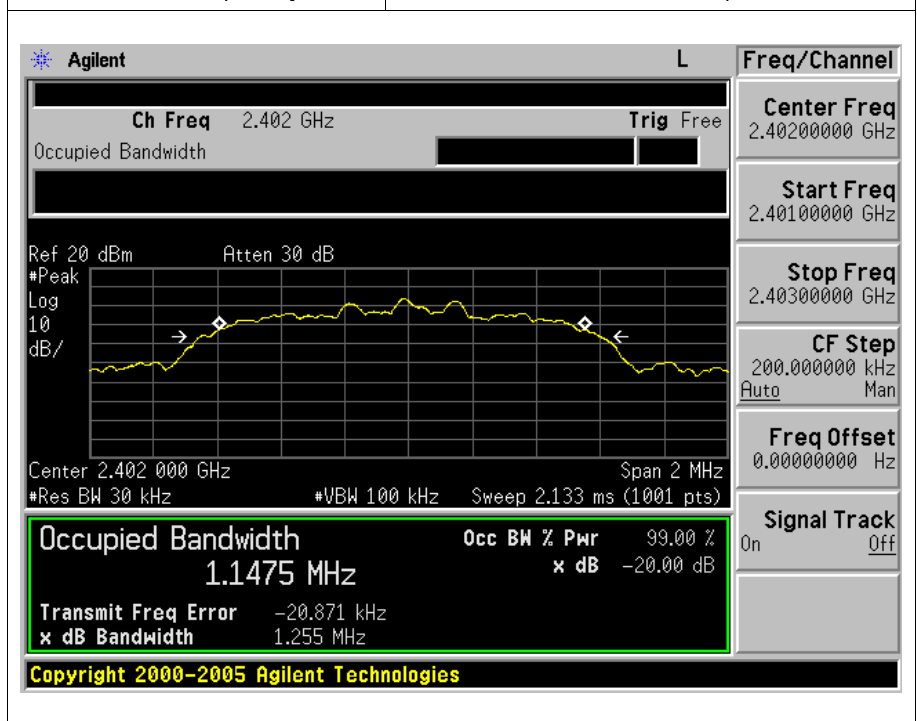 Agilent L Freq/Channel
Ch Freq 2.402 GHz Trig Free
Occupied Bandwidth
Center Freq
2.40200000 GHz
Start Freq
2.40100000 GHz
Stop Freq
2.40300000 GHz
CF Step
200.000000 kHz
Auto Man
Freq Offset
0.00000000 Hz
Signal Track
On Off
Ref 20 dBm Atten 30 dB
#Peak
Log
10
dB/
Center 2.402 000 GHz Span 2 MHz
#Res BW 30 kHz #VBW 100 kHz Sweep 2.133 ms (1001 pts)
Occupied Bandwidth
1.1475 MHz
Occ BW % Pwr 99.00 %
x dB -20.00 dB
Transmit Freq Error -20.871 kHz
x dB Bandwidth 1.255 MHz
Copyright 2000-2005 Agilent Technologies